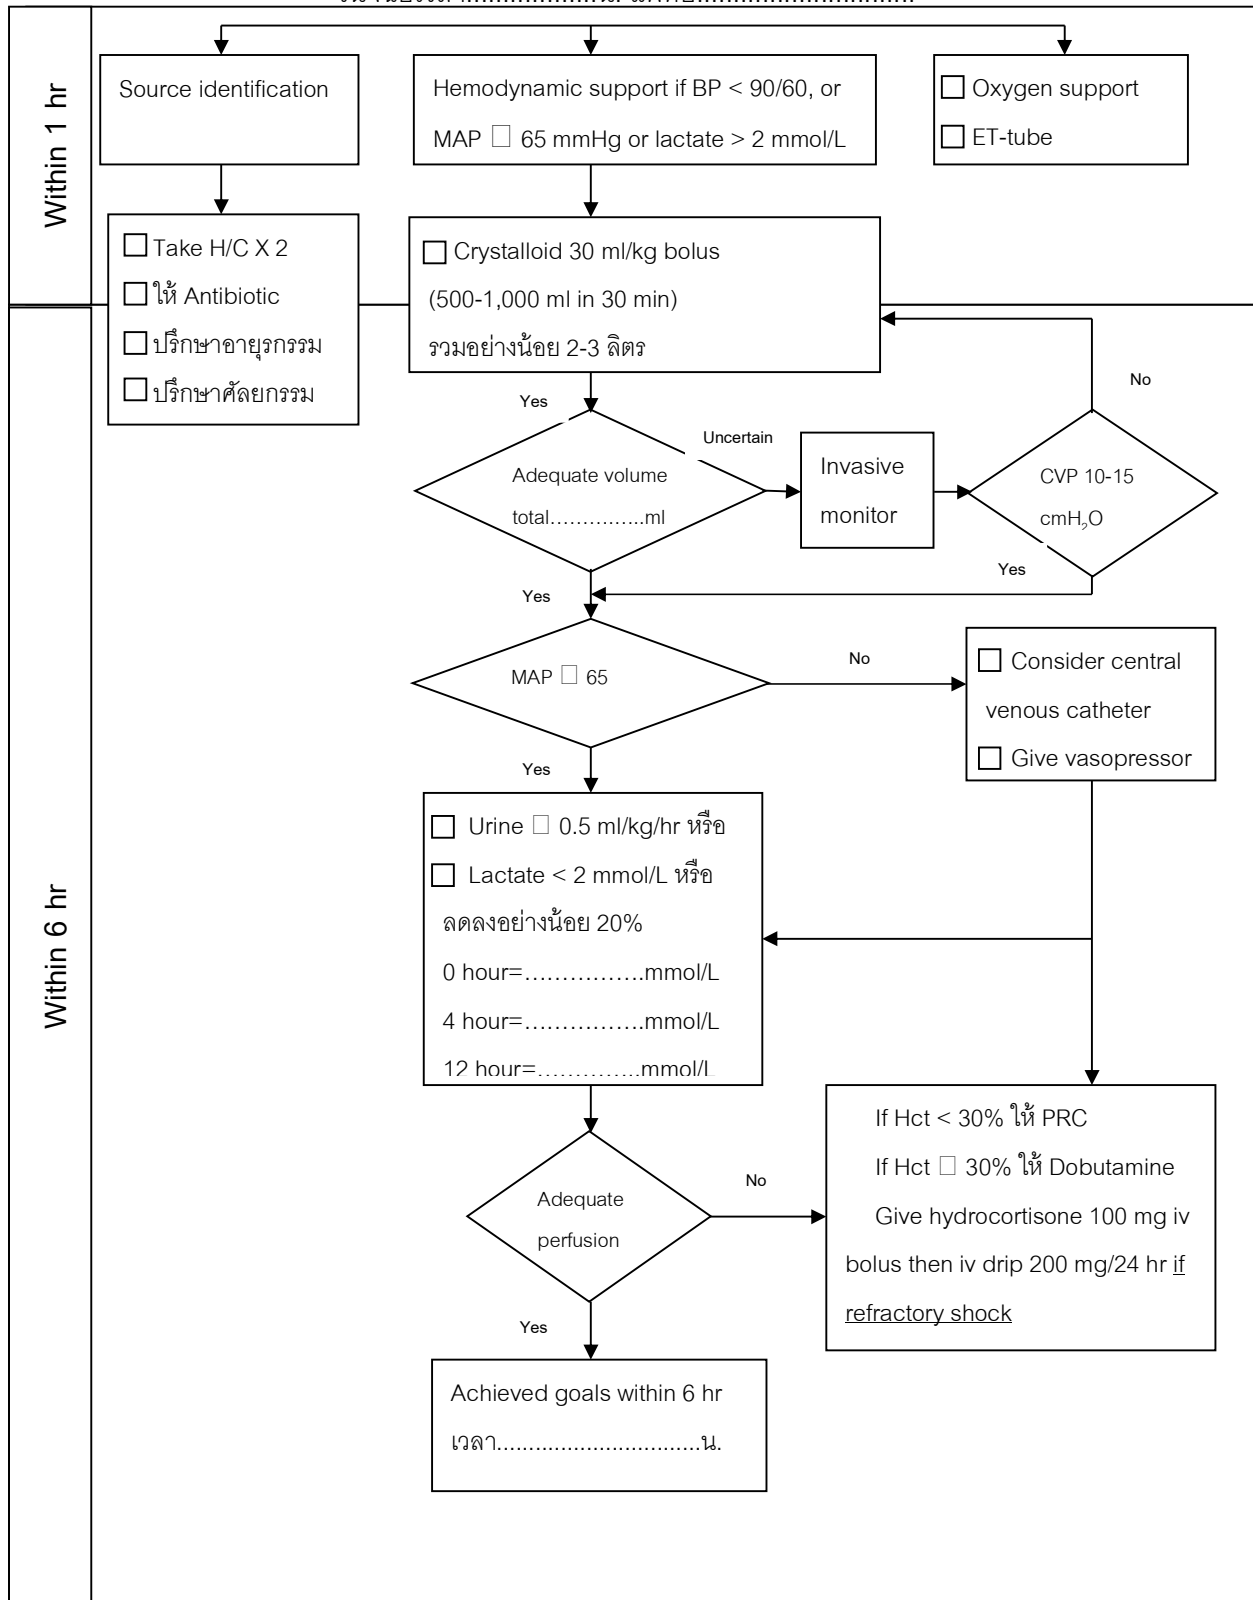 Within 1 hr
Source identification
Hemodynamic support if BP < 90/60, or
MAP □ 65 mmHg or lactate > 2 mmol/L
□ Oxygen support
□ ET-tube
□ Take H/C X 2
□ ให้ Antibiotic
□ ปรึกษาอายุรกรรม
□ ปรึกษาศัลยกรรม
□ Crystalloid 30 ml/kg bolus
(500-1,000 ml in 30 min)
รวมอย่างน้อย 2-3 ลิตร
Within 6 hr
Yes
Adequate volume
total…………..ml
Uncertain
Invasive
monitor
CVP 10-15
cmH₂O
No
Yes
Yes
MAP □ 65
No
□ Consider central
venous catheter
□ Give vasopressor
Yes
□ Urine □ 0.5 ml/kg/hr หรือ
□ Lactate < 2 mmol/L หรือ
ลดลงอย่างน้อย 20%
0 hour=…………….mmol/L
4 hour=…………….mmol/L
12 hour=…………..mmol/L
Adequate
perfusion
No
If Hct < 30% ให้ PRC
If Hct □ 30% ให้ Dobutamine
Give hydrocortisone 100 mg iv
bolus then iv drip 200 mg/24 hr if
refractory shock
Yes
Achieved goals within 6 hr
เวลา................................น.